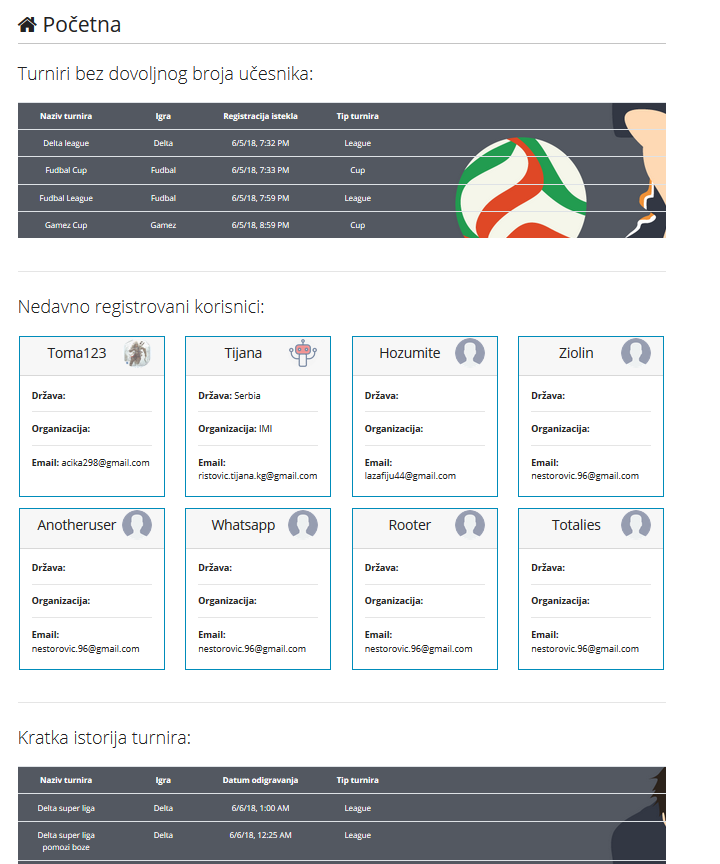 Početna
Turniri bez dovoljnog broja učesnika:
Naziv turnira Igra Registracija istekla Tip turnira
Delta league Delta 6/5/18, 7:32 PM League
Fudbal Cup Fudbal 6/5/18, 7:33 PM Cup
Fudbal League Fudbal 6/5/18, 7:59 PM League
Gamez Cup Gamez 6/5/18, 8:59 PM Cup
Nedavno registrovani korisnici:
Toma123
Država:
Organizacija:
Email: acika298@gmail.com
Tijana
Država: Serbia
Organizacija: IMI
Email:
ristovic.tijana.kg@gmail.com
Hozumite
Država:
Organizacija:
Email:
lazafiju44@gmail.com
Ziolin
Država:
Organizacija:
Email:
nestorovic.96@gmail.com
Anotheruser
Država:
Organizacija:
Email:
nestorovic.96@gmail.com
Whatsapp
Država:
Organizacija:
Email:
nestorovic.96@gmail.com
Rooter
Država:
Organizacija:
Email:
nestorovic.96@gmail.com
Totalies
Država:
Organizacija:
Email:
nestorovic.96@gmail.com
Kratka istorija turnira:
Naziv turnira Igra Datum odigravanja Tip turnira
Delta super liga Delta 6/6/18, 1:00 AM League
Delta super liga Delta 6/6/18, 12:25 AM League
pomozi boze